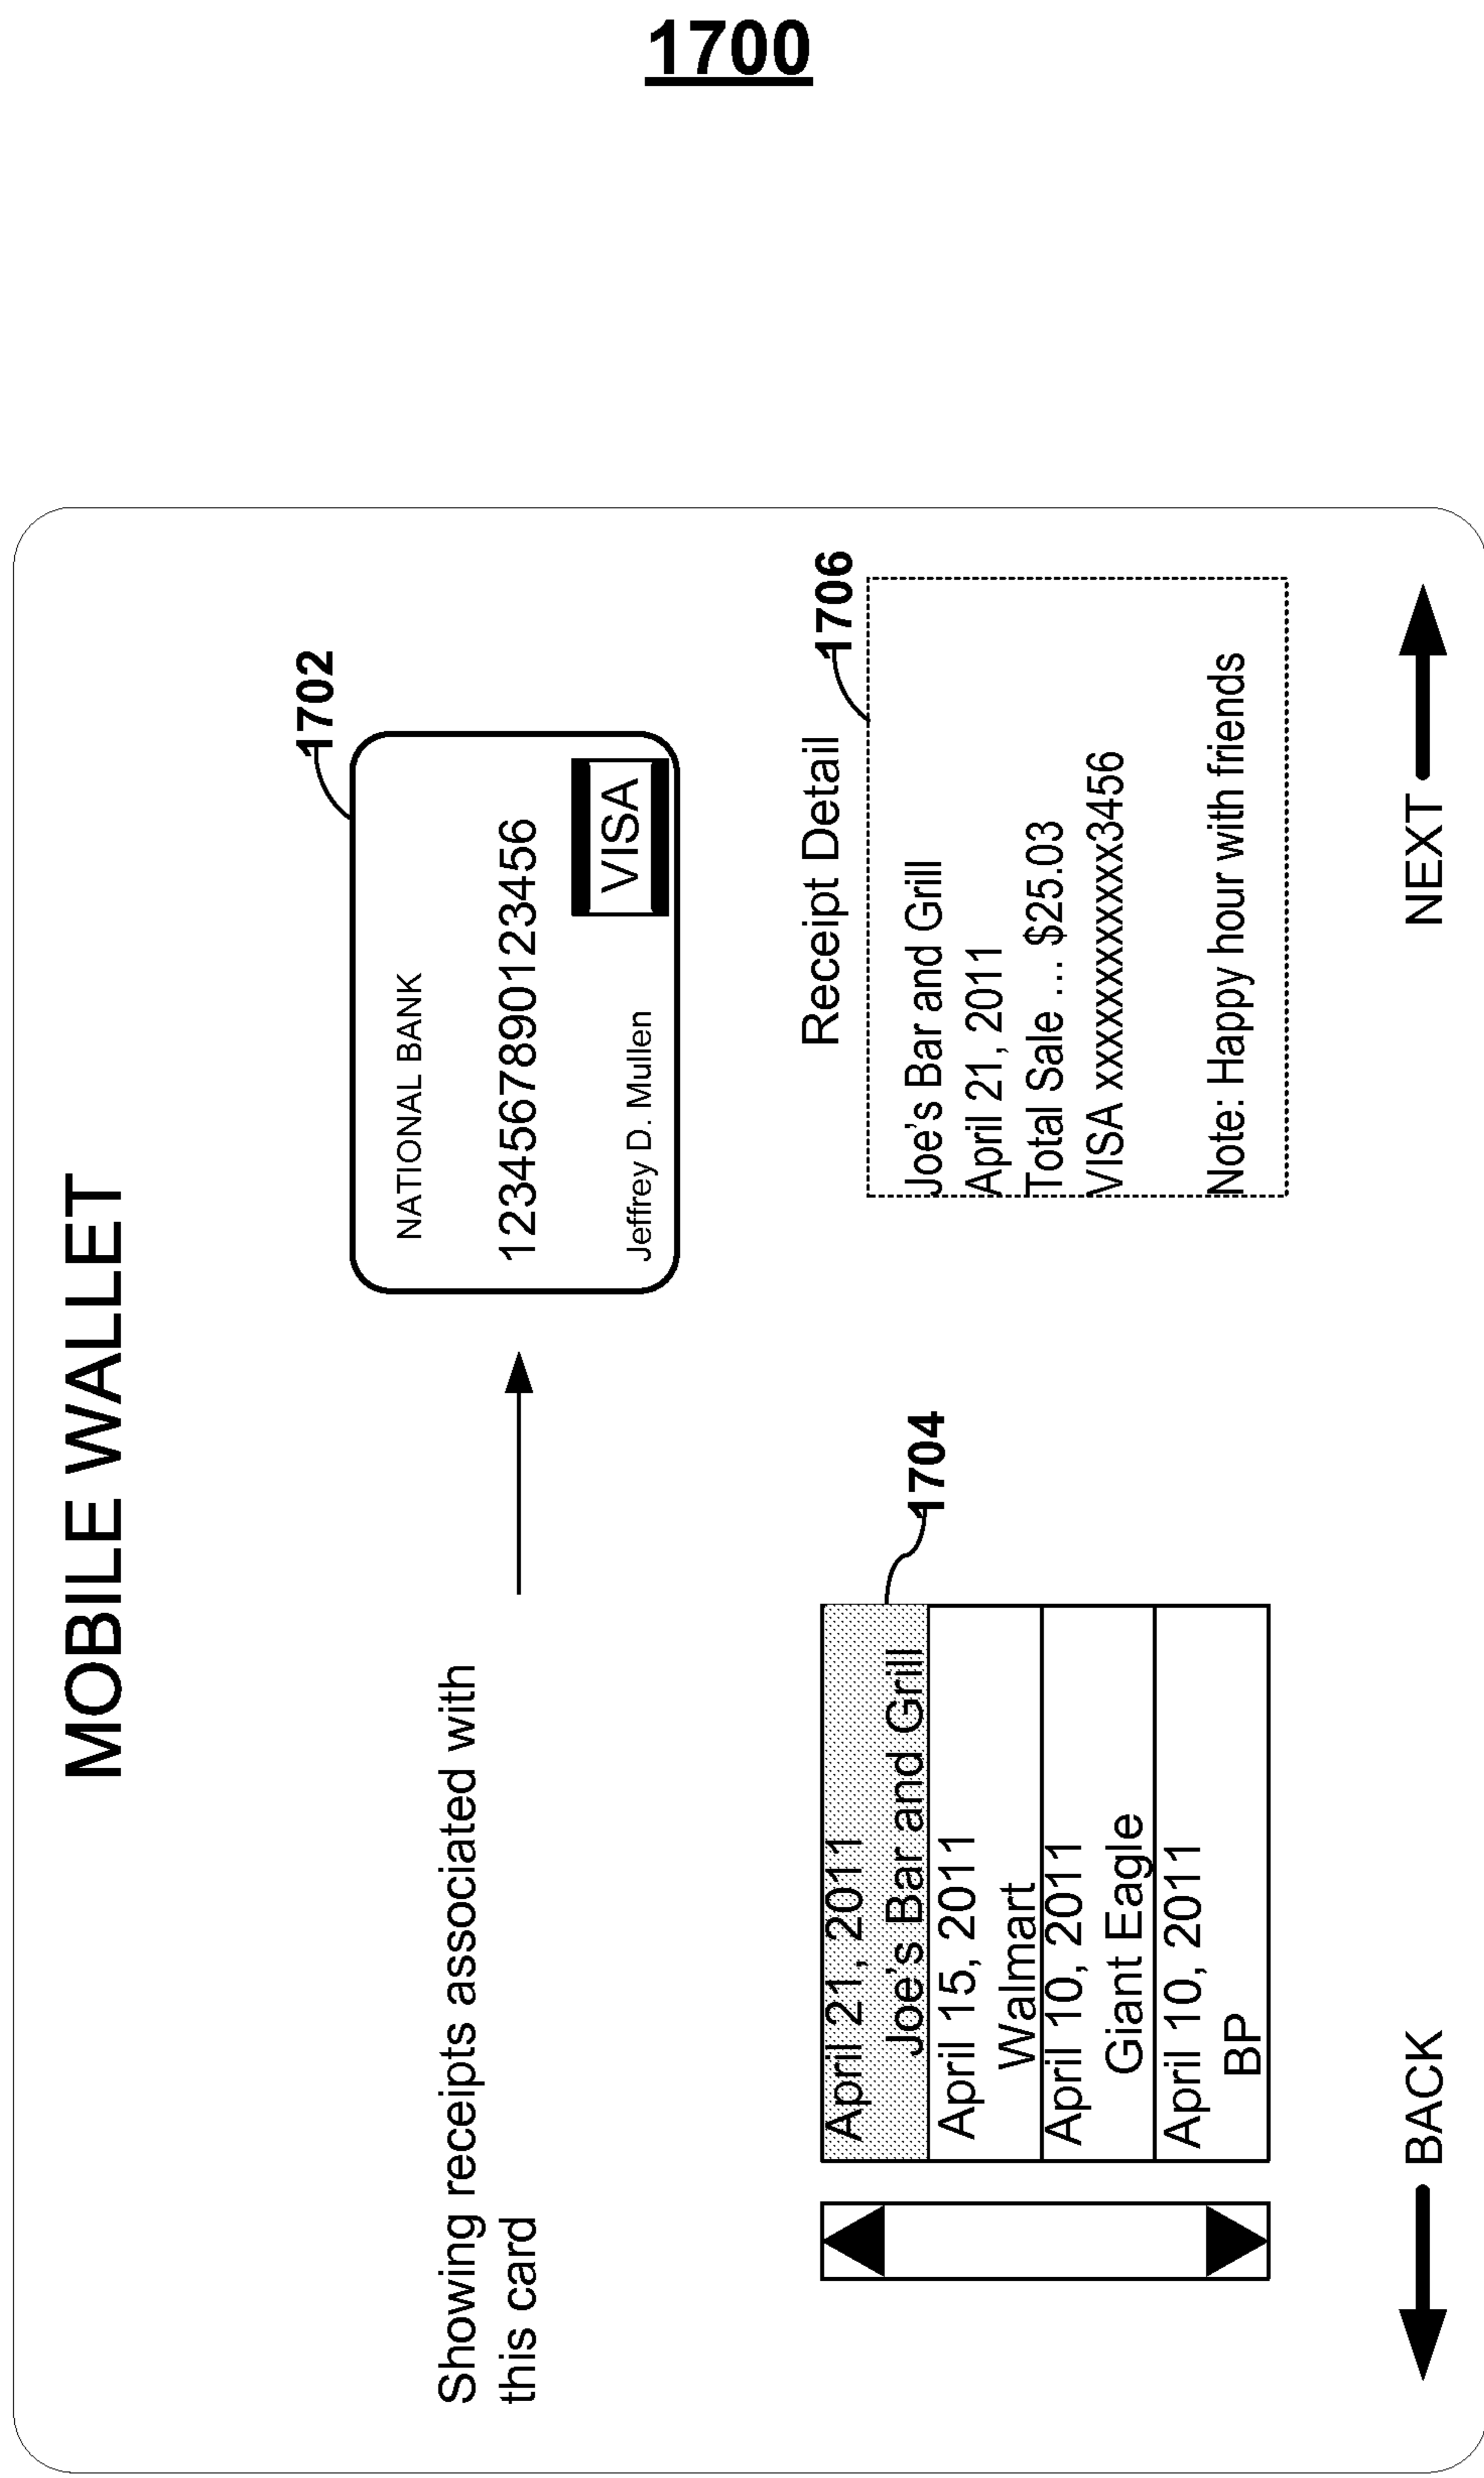 1700
MOBILE WALLET
Showing receipts associated with
this card
1702
NATIONAL BANK
1234567890123456
Jeffrey D. Mullen
VISA
1704
April 21, 2011
Joe's Bar and Grill
April 15, 2011
Walmart
April 10, 2011
Giant Eagle
April 10, 2011
BP
Receipt Detail
1706
Joe's Bar and Grill
April 21, 2011
Total Sale ... $25.03
VISA xxxxxxxxxxxx3456
Note: Happy hour with friends
BACK
NEXT